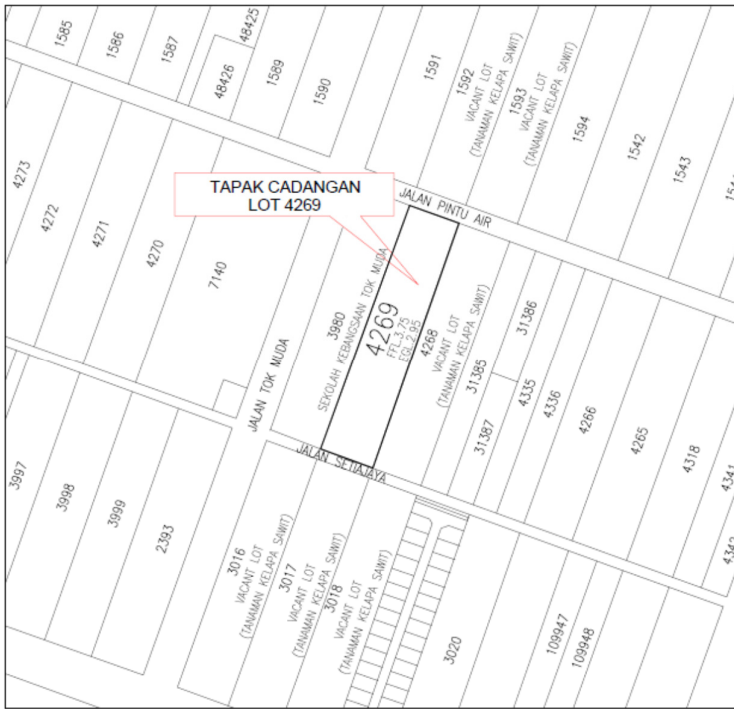 1585
1586
1587
48425
48426
1589
1590
1591
1592
VACANT LOT
(TANAMAN KELAPA SAWIT)
1593
VACANT LOT
(TANAMAN KELAPA SAWIT)
1594
1542
1543
4273
4272
4271
4270
7140
TAPAK CADANGAN
LOT 4269
JALAN PINTU AIR
JALAN TOK MUDA
3980
SEKOLAH KEBANGSAAN TOK MUDA
4269
FFL 3.75
EGL 2.95
4268
VACANT LOT
(TANAMAN KELAPA SAWIT)
31385
31386
31387
4335
4336
4266
4265
4318
4341
4342
JALAN SETIAJAYA
3997
3998
3999
2393
3016
VACANT LOT
(TANAMAN KELAPA SAWIT)
3017
VACANT LOT
(TANAMAN KELAPA SAWIT)
3018
VACANT LOT
(TANAMAN KELAPA SAWIT)
3020
109947
109948